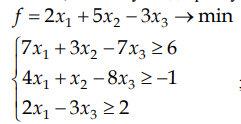 f = 2x₁ + 5x₂ − 3x₃ → min
7x₁ + 3x₂ − 7x₃ ≥ 6
4x₁ + x₂ − 8x₃ ≥ −1
2x₁ − 3x₃ ≥ 2 ;